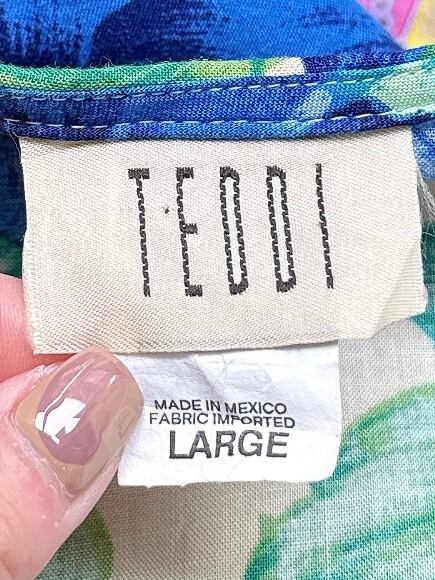 TEDDI
MADE IN MEXICO
FABRIC IMPORTED
LARGE